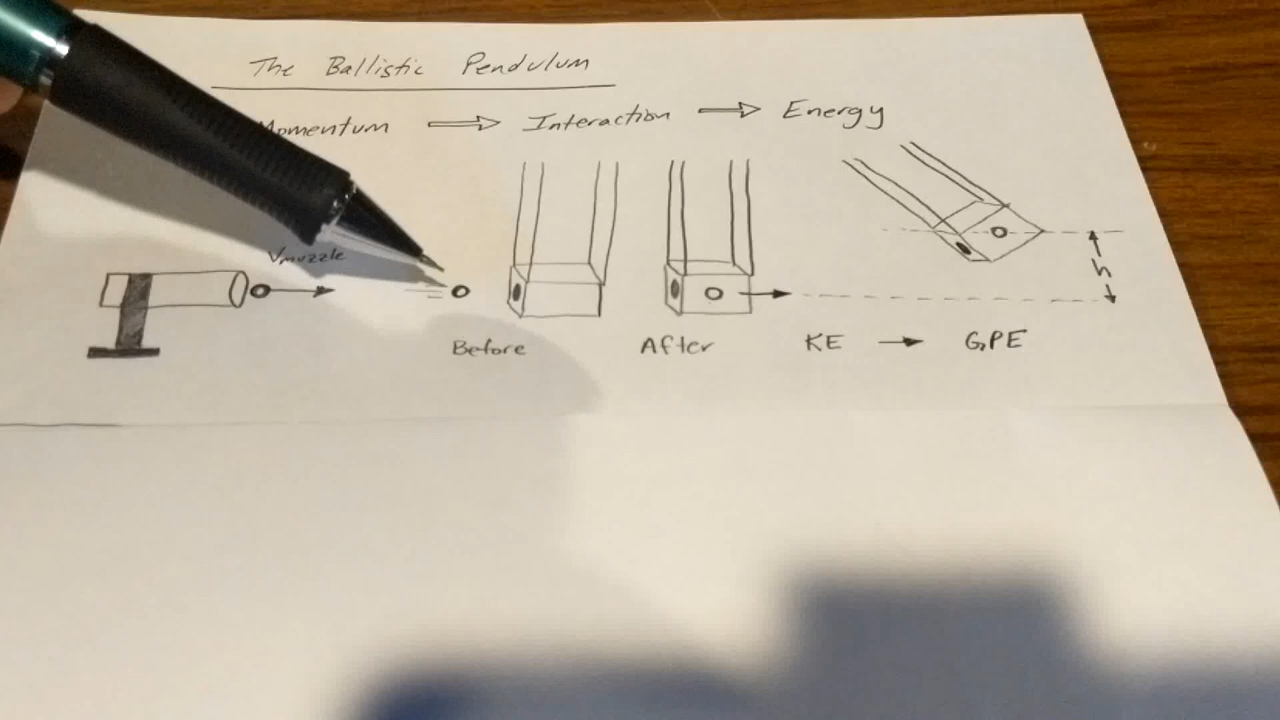 The Ballistic Pendulum
Momentum ⇒ Interaction ⇒ Energy
Vmuzzle
h
Before After KE → GPE